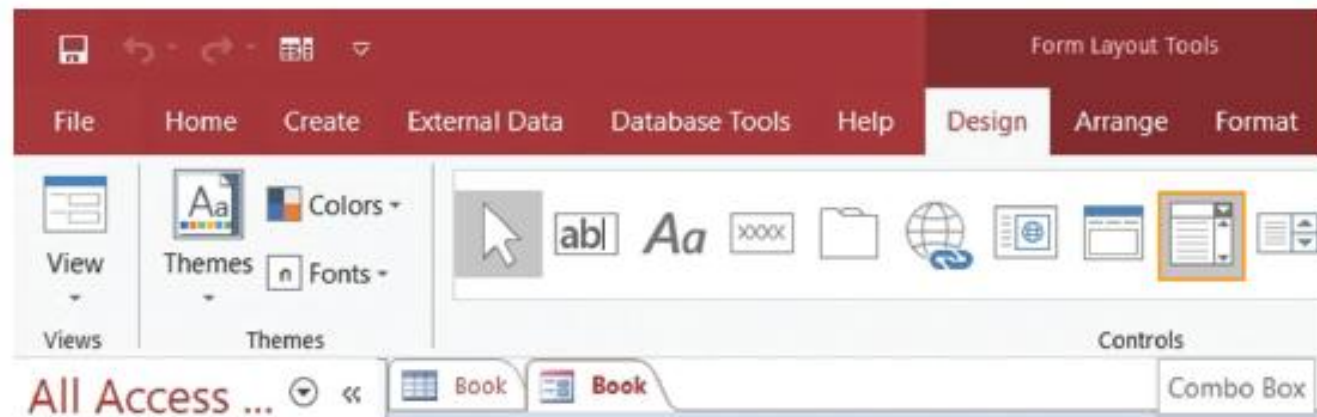 Form Layout Tools
File Home Create External Data Database Tools Help Design Arrange Format
Aa Colors
ab Aa XXXX
View Themes n Fonts
Views Themes Controls
All Access ... « Book Book Combo Box